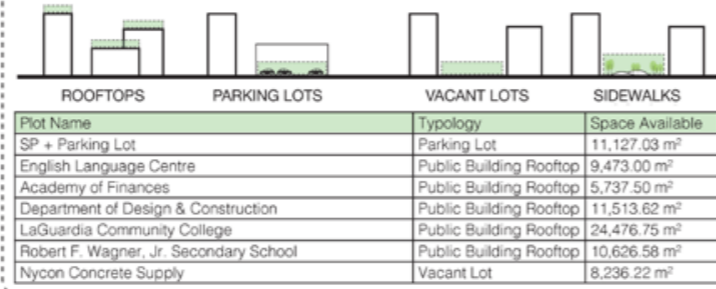 ROOFTOPS PARKING LOTS VACANT LOTS SIDEWALKS
Plot Name Typology Space Available
SP + Parking Lot Parking Lot 11,127.03 m²
English Language Centre Public Building Rooftop 9,473.00 m²
Academy of Finances Public Building Rooftop 5,737.50 m²
Department of Design & Construction Public Building Rooftop 11,513.62 m²
LaGuardia Community College Public Building Rooftop 24,476.75 m²
Robert F. Wagner, Jr. Secondary School Public Building Rooftop 10,626.58 m²
Nycon Concrete Supply Vacant Lot 8,236.22 m²